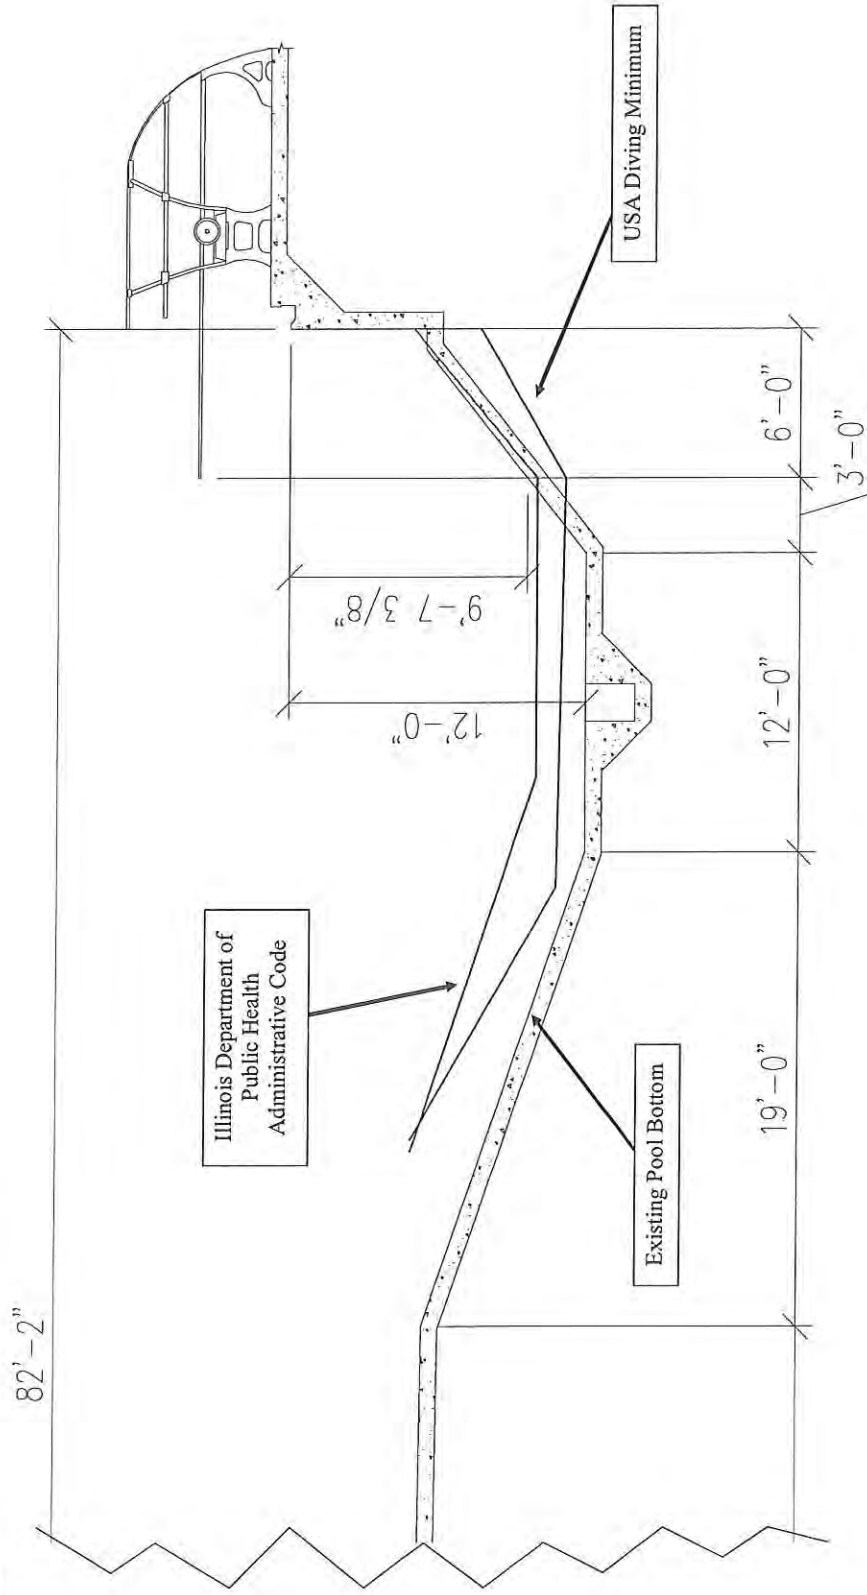 82'-2"
Illinois Department of
Public Health
Administrative Code
USA Diving Minimum
9'-7 3/8"
12'-0"
Existing Pool Bottom
19'-0"
12'-0"
6'-0"
3'-0"